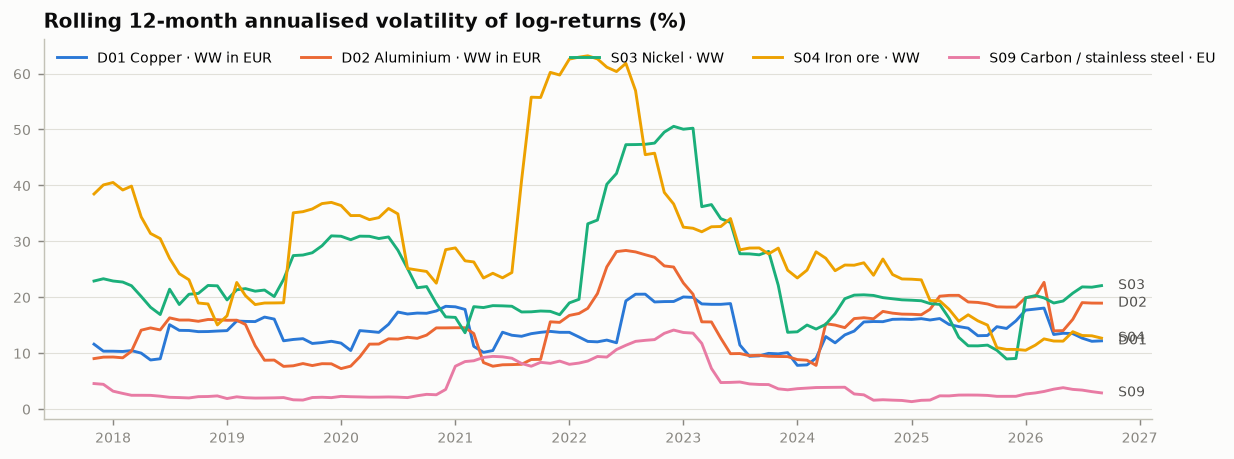 Rolling 12-month annualised volatility of log-returns (%)
D01 Copper · WW in EUR D02 Aluminium · WW in EUR S03 Nickel · WW S04 Iron ore · WW S09 Carbon / stainless steel · EU
60
50
40
30
20
10
0
S03
D02
S04
D01
S09
2018 2019 2020 2021 2022 2023 2024 2025 2026 2027